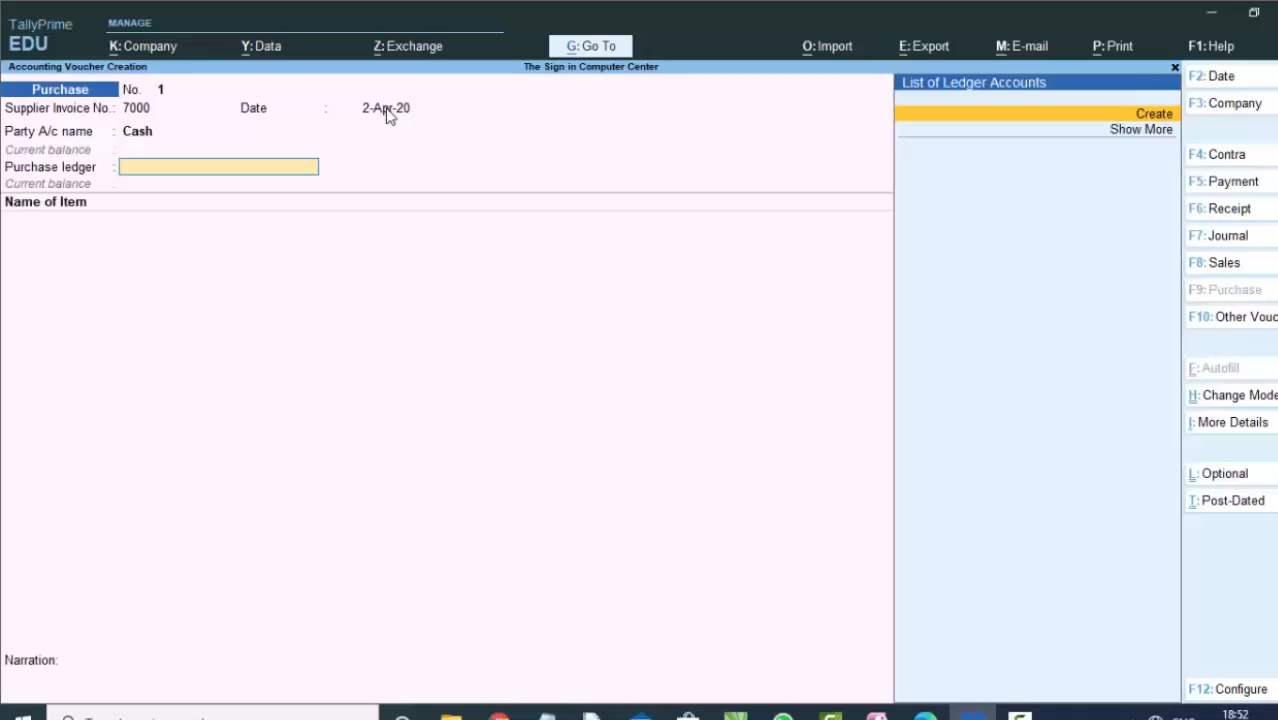 TallyPrime
EDU
MANAGE
K: Company
Y: Data
Z: Exchange
G: Go To
O: Import
E: Export
M: E-mail
P: Print
F1: Help
Accounting Voucher Creation
The Sign in Computer Center
Purchase No. 1
Supplier Invoice No. : 7000 Date : 2-Apr-20
Party A/c name : Cash
Current balance :
Purchase ledger :
Current balance :
Name of Item
Narration:
List of Ledger Accounts
Create
Show More
F2: Date
F3: Company
F4: Contra
F5: Payment
F6: Receipt
F7: Journal
F8: Sales
F9: Purchase
F10: Other Vouc
F: Autofill
H: Change Mode
I: More Details
L: Optional
T: Post-Dated
F12: Configure
18:52